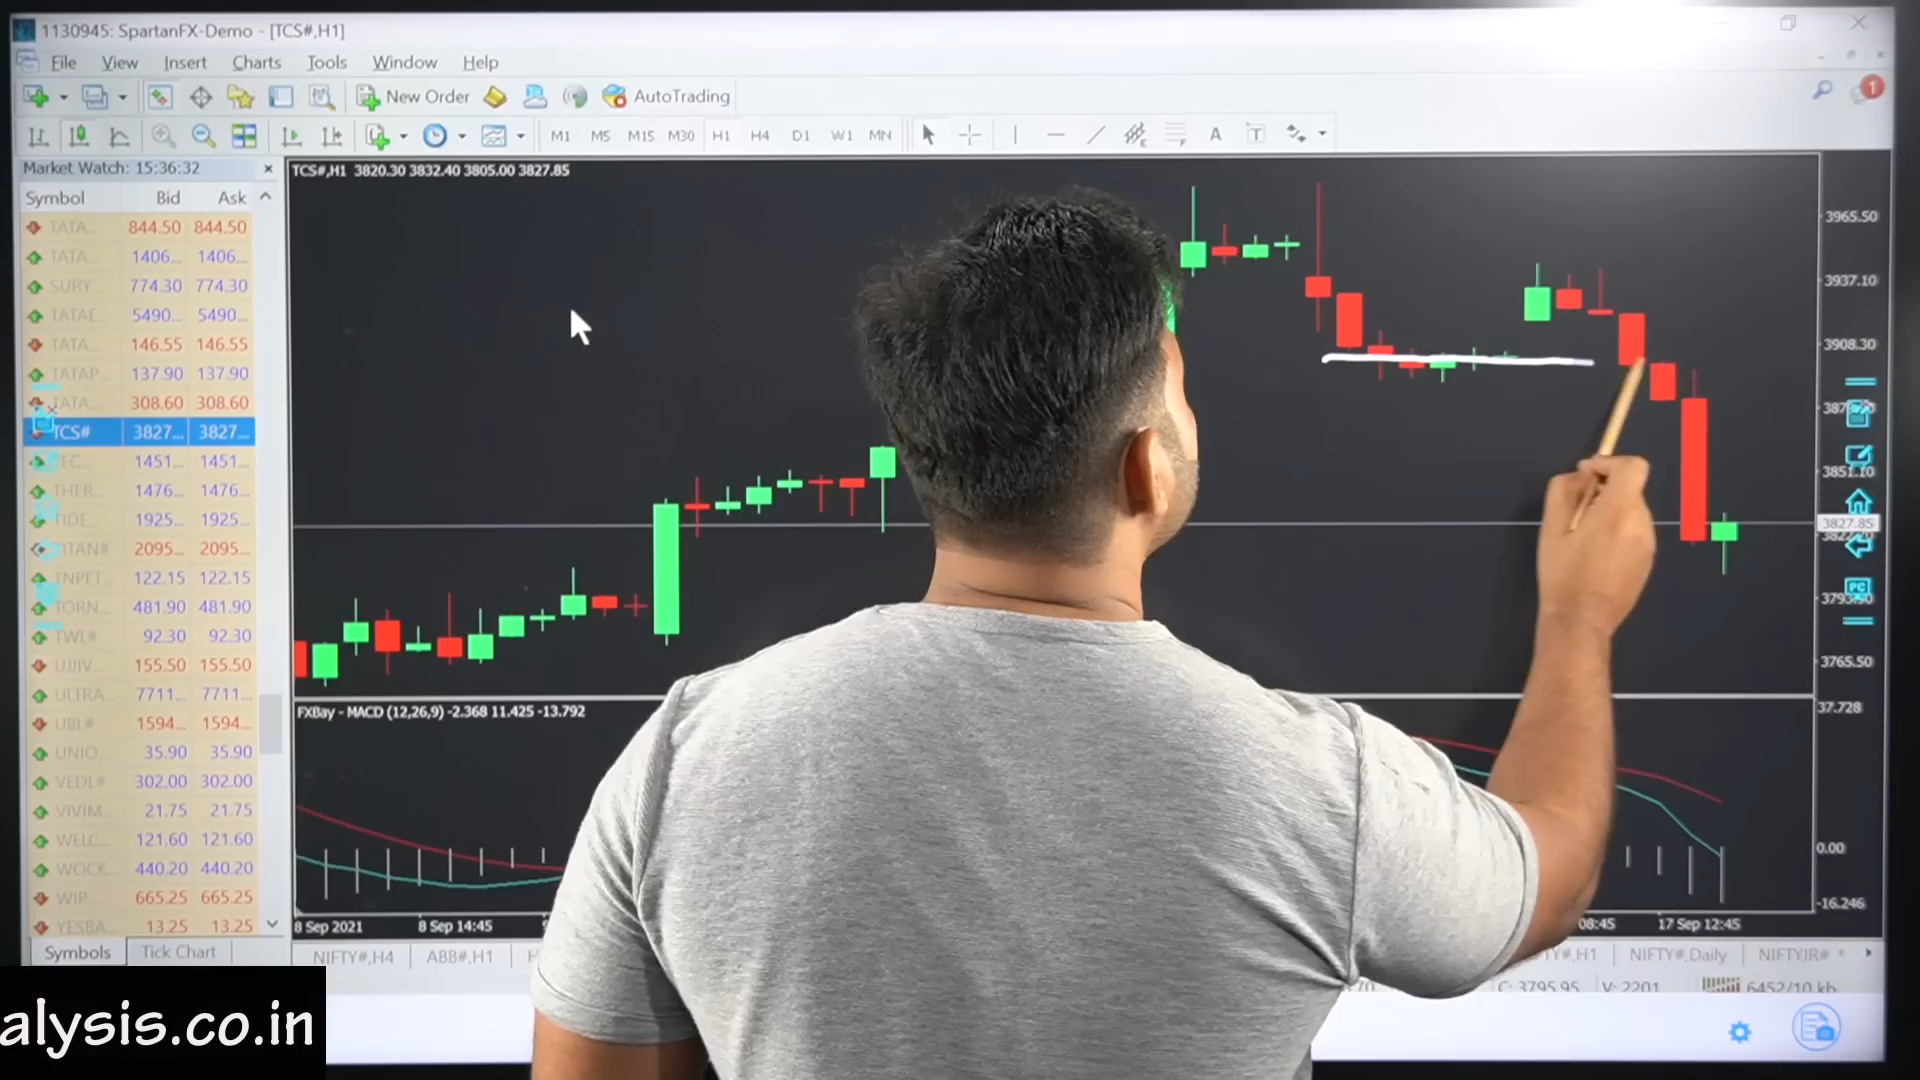 1130945: SpartanFX-Demo - [TCS#,H1]
File View Insert Charts Tools Window Help
New Order AutoTrading
1
M1 M5 M15 M30 H1 H4 D1 W1 MN
A T
Market Watch: 15:36:32
Symbol Bid Ask
TATA... 844.50 844.50
TATA... 1406... 1406...
SURY... 774.30 774.30
TATAE... 5490... 5490...
TATA... 146.55 146.55
TATAP... 137.90 137.90
TATA... 308.60 308.60
TCS# 3827... 3827...
1451... 1451...
THER... 1476... 1476...
TIDE... 1925... 1925...
TITAN# 2095... 2095...
TNPET... 122.15 122.15
TORN... 481.90 481.90
TWL# 92.30 92.30
UJJIV... 155.50 155.50
ULTRA... 7711... 7711...
UBL# 1594... 1594...
UNIO... 35.90 35.90
VEDL# 302.00 302.00
VIVIM... 21.75 21.75
WELC... 121.60 121.60
WOCK... 440.20 440.20
WIP... 665.25 665.25
YESBA... 13.25 13.25
Symbols Tick Chart
TCS#,H1 3820.30 3832.40 3805.00 3827.85
3965.50
3937.10
3908.30
3851.10
3827.85
3765.50
PC
FXBay - MACD (12,26,9) -2.368 11.425 -13.792
37.728
0.00
-16.246
8 Sep 2021 8 Sep 14:45 08:45 17 Sep 12:45
NIFTY#,H4 ABB#,H1 H NIFTY#,Daily NIFTYJR#
C: 3795.95 V: 2201 6452/10 kb
alysis.co.in